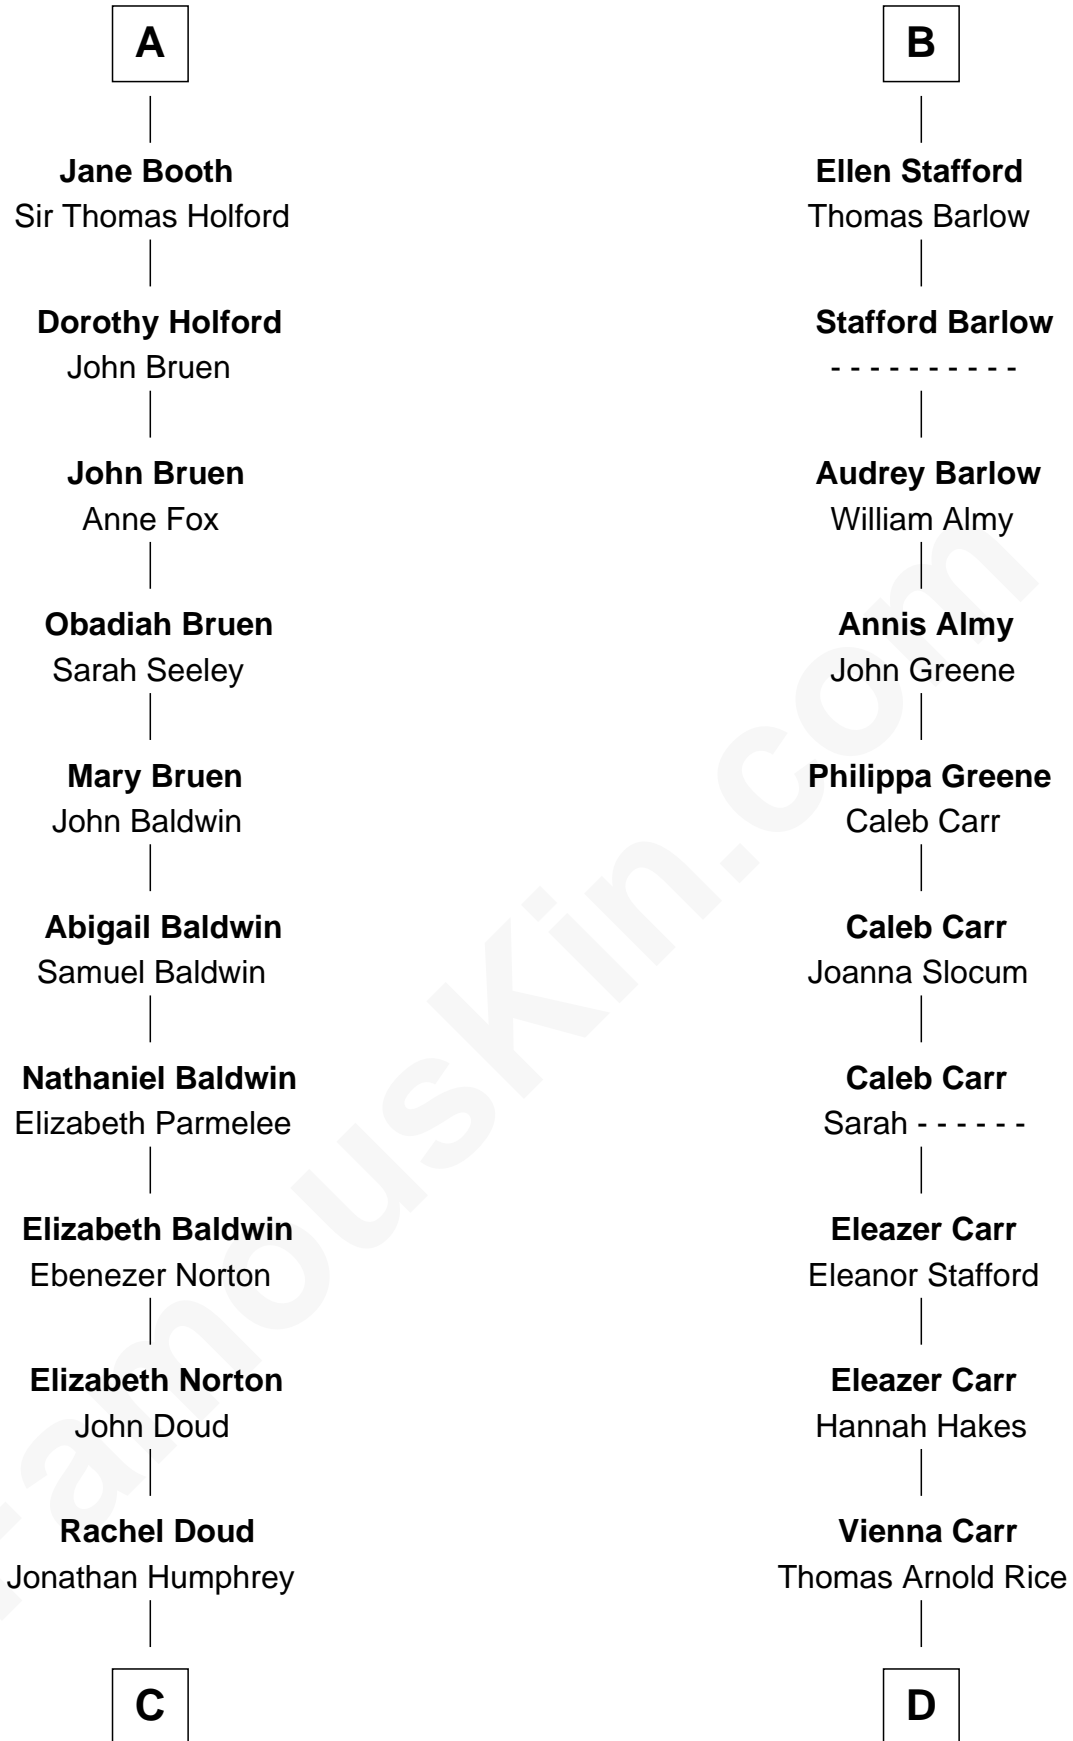 A
Jane Booth
Sir Thomas Holford
Dorothy Holford
John Bruen
John Bruen
Anne Fox
Obadiah Bruen
Sarah Seeley
Mary Bruen
John Baldwin
Abigail Baldwin
Samuel Baldwin
Nathaniel Baldwin
Elizabeth Parmelee
Elizabeth Baldwin
Ebenezer Norton
Elizabeth Norton
John Doud
Rachel Doud
Jonathan Humphrey
C
B
Ellen Stafford
Thomas Barlow
Stafford Barlow
- - - - - - - - - -
Audrey Barlow
William Almy
Annis Almy
John Greene
Philippa Greene
Caleb Carr
Caleb Carr
Joanna Slocum
Caleb Carr
Sarah - - - - - -
Eleazer Carr
Eleanor Stafford
Eleazer Carr
Hannah Hakes
Vienna Carr
Thomas Arnold Rice
D
FamousKin.com